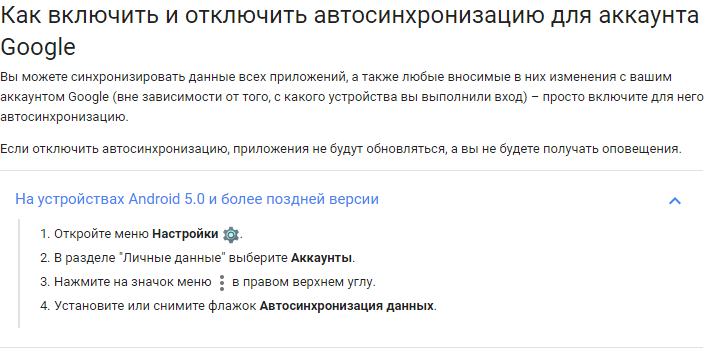 Как включить и отключить автосинхронизацию для аккаунта
Google
Вы можете синхронизировать данные всех приложений, а также любые вносимые в них изменения с вашим
аккаунтом Google (вне зависимости от того, с какого устройства вы выполнили вход) – просто включите для него
автосинхронизацию.
Если отключить автосинхронизацию, приложения не будут обновляться, а вы не будете получать оповещения.
На устройствах Android 5.0 и более поздней версии
1. Откройте меню Настройки .
2. В разделе "Личные данные" выберите Аккаунты.
3. Нажмите на значок меню в правом верхнем углу.
4. Установите или снимите флажок Автосинхронизация данных.